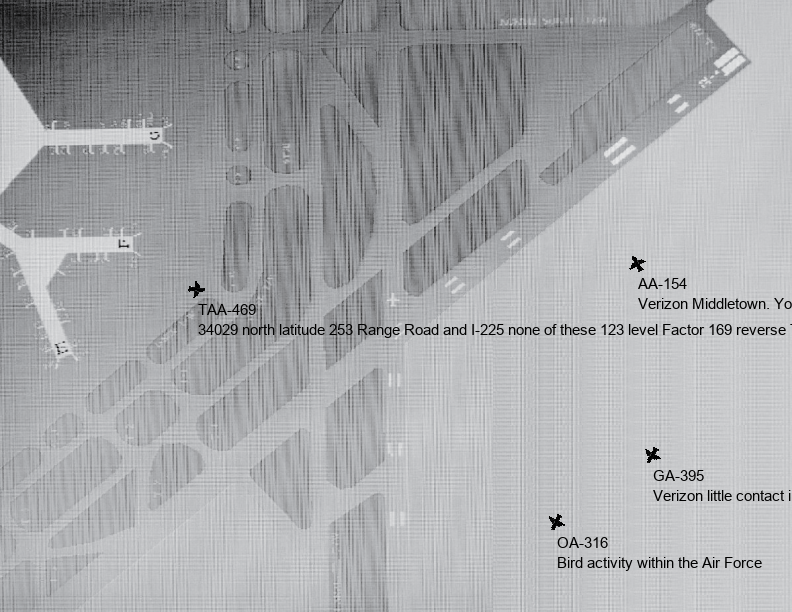 G
F
AA-154
Verizon Middletown. Yo
TAA-469
34029 north latitude 253 Range Road and I-225 none of these 123 level Factor 169 reverse
GA-395
Verizon little contact i
OA-316
Bird activity within the Air Force